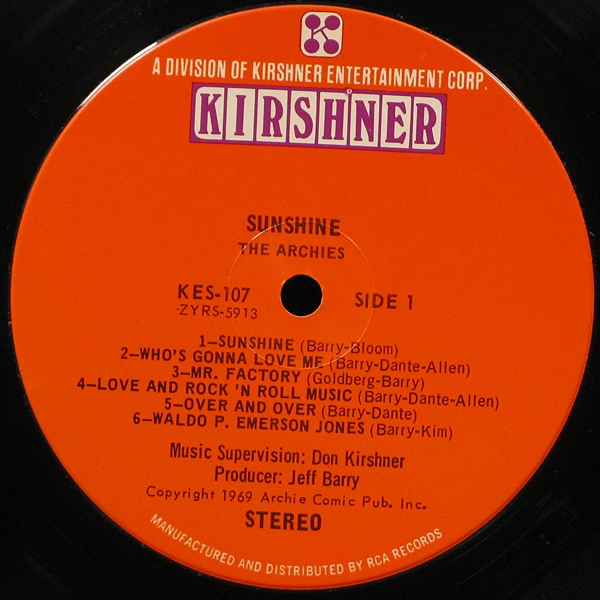 K
A DIVISION OF KIRSHNER ENTERTAINMENT CORP.
KIRSHNER
SUNSHINE
THE ARCHIES
KES-107 SIDE 1
ZYRS-5913
1—SUNSHINE (Barry-Bloom)
2—WHO'S GONNA LOVE ME (Barry-Dante-Allen)
3—MR. FACTORY (Goldberg-Barry)
4—LOVE AND ROCK 'N ROLL MUSIC (Barry-Dante-Allen)
5—OVER AND OVER (Barry-Dante)
6—WALDO P. EMERSON JONES (Barry-Kim)
Music Supervision: Don Kirshner
Producer: Jeff Barry
Copyright 1969 Archie Comic Pub. Inc.
STEREO
MANUFACTURED AND DISTRIBUTED BY RCA RECORDS